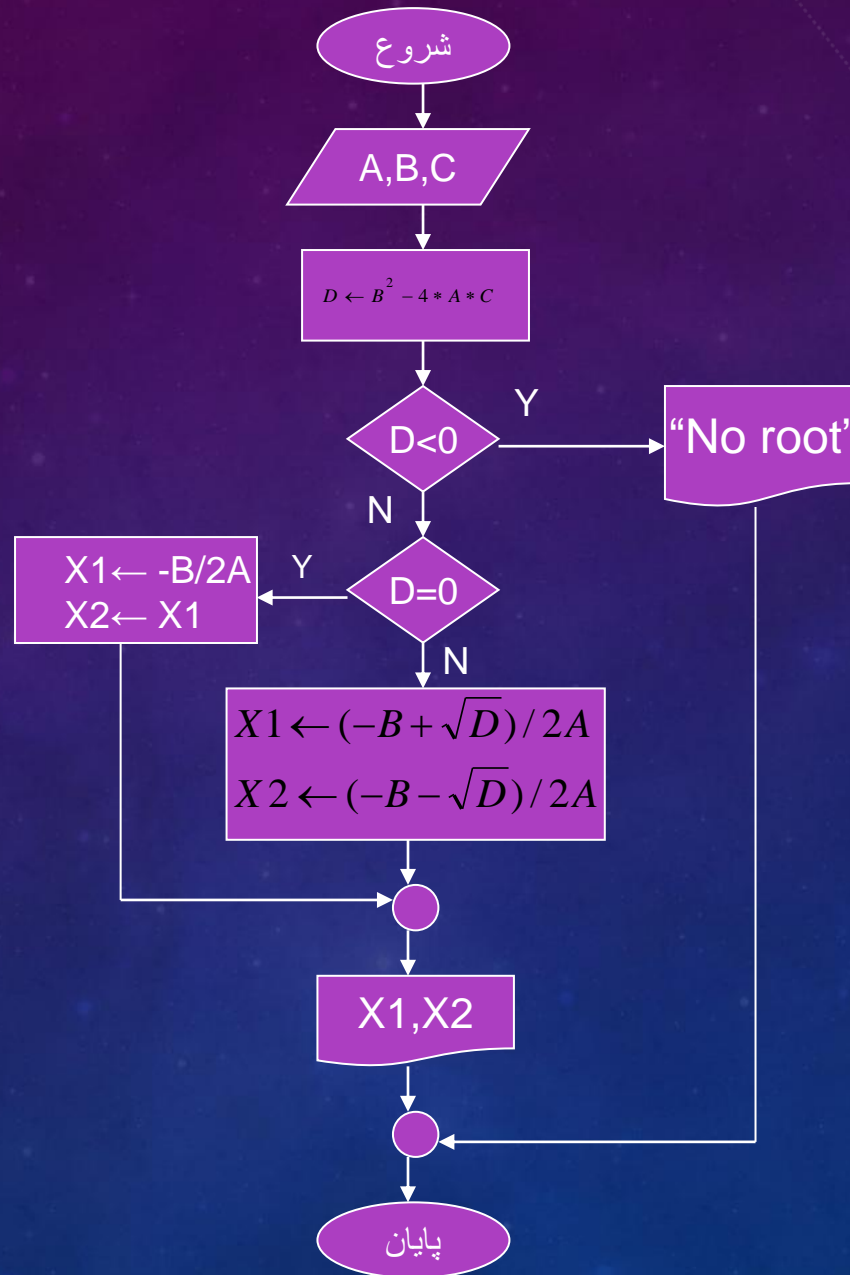 شروع
A,B,C
D ← B² − 4 * A * C
D<0
Y
“No root”
N
D=0
Y
X1← -B/2A
X2← X1
N
X1←(−B+√D)/2A
X2←(−B−√D)/2A
X1,X2
پایان